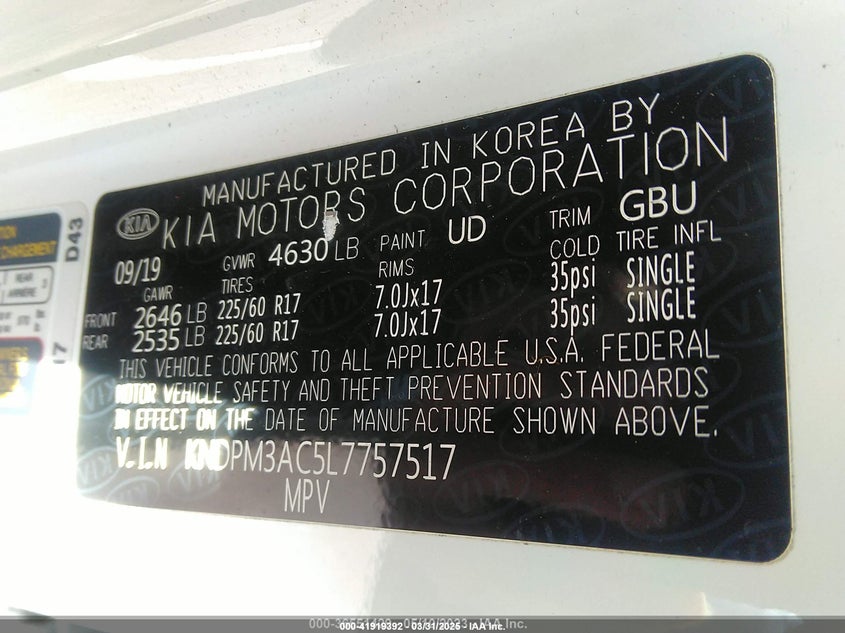 MANUFACTURED IN KOREA BY
KIA MOTORS CORPORATION
KIA
09/19 GVWR 4630 LB PAINT UD TRIM GBU
GAWR TIRES RIMS COLD TIRE INFL
FRONT 2646 LB 225/60 R17 7.0Jx17 35psi SINGLE
REAR 2535 LB 225/60 R17 7.0Jx17 35psi SINGLE
THIS VEHICLE CONFORMS TO ALL APPLICABLE U.S.A. FEDERAL
MOTOR VEHICLE SAFETY AND THEFT PREVENTION STANDARDS
IN EFFECT ON THE DATE OF MANUFACTURE SHOWN ABOVE.
V.I.N KNDPM3AC5L7757517
MPV
D43
REAR
ARRIERE
000-41919392 - 03/31/2025 - IAA Inc.